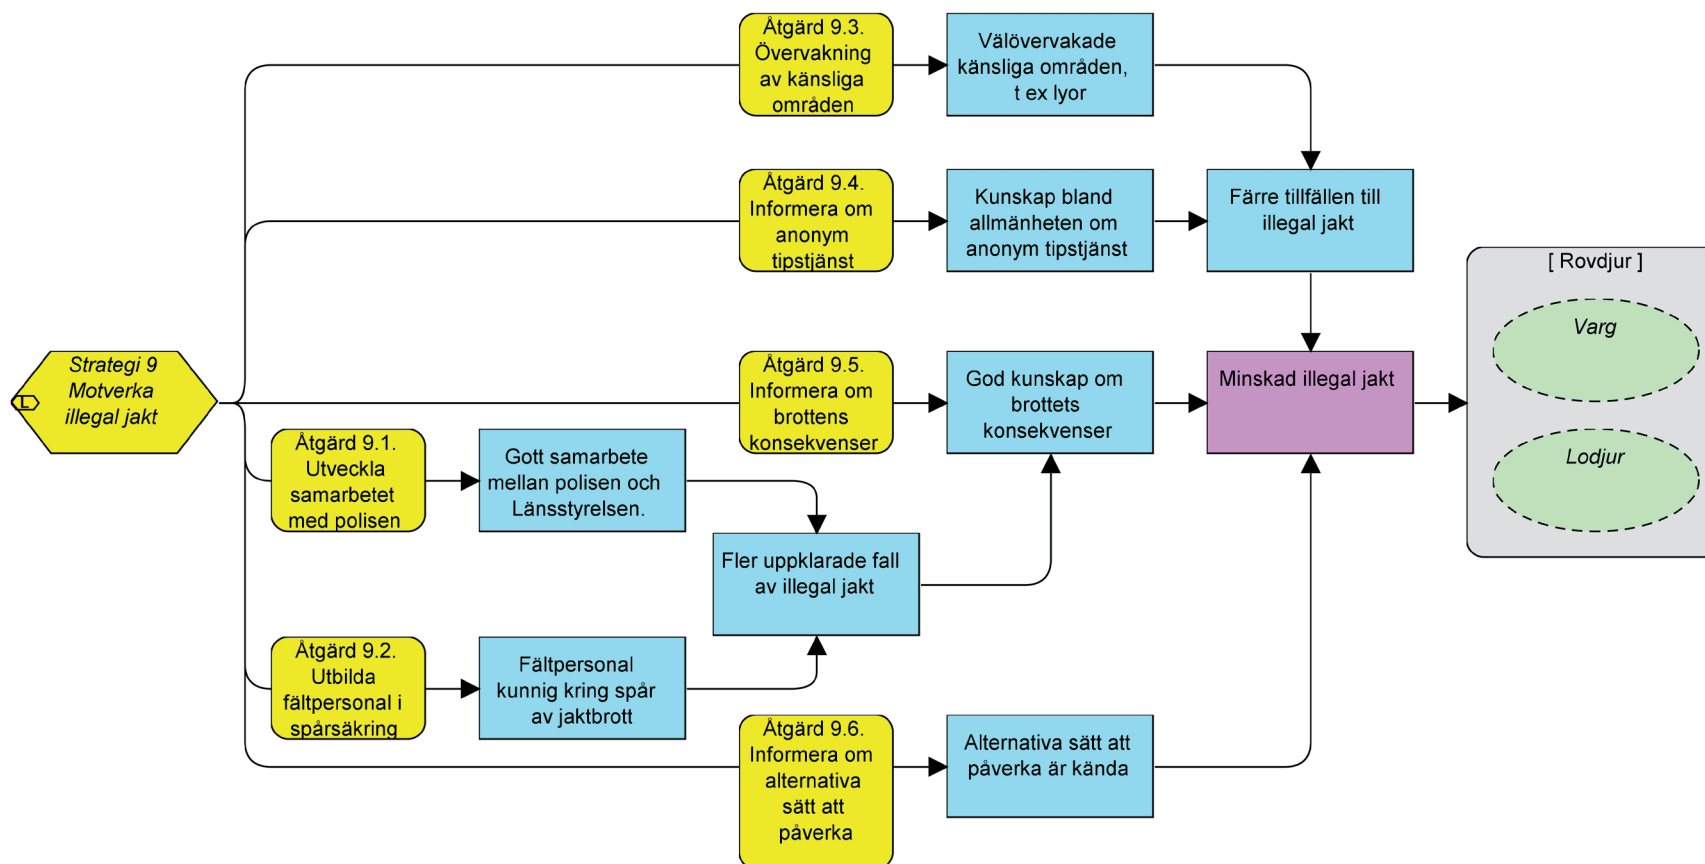 Åtgärd 9.3.
Övervakning
av känsliga
områden
Välövervakade
känsliga områden,
t ex lyor
Åtgärd 9.4.
Informera om
anonym
tipstjänst
Kunskap bland
allmänheten om
anonym tipstjänst
Färre tillfällen till
illegal jakt
[ Rovdjur ]
Varg
Lodjur
Strategi 9
Motverka
illegal jakt
L
Åtgärd 9.5.
Informera om
brottens
konsekvenser
God kunskap om
brottets
konsekvenser
Minskad illegal jakt
Åtgärd 9.1.
Utveckla
samarbetet
med polisen
Gott samarbete
mellan polisen och
Länsstyrelsen.
Fler uppklarade fall
av illegal jakt
Åtgärd 9.2.
Utbilda
fältpersonal i
spårsäkring
Fältpersonal
kunnig kring spår
av jaktbrott
Åtgärd 9.6.
Informera om
alternativa
sätt att
påverka
Alternativa sätt att
påverka är kända